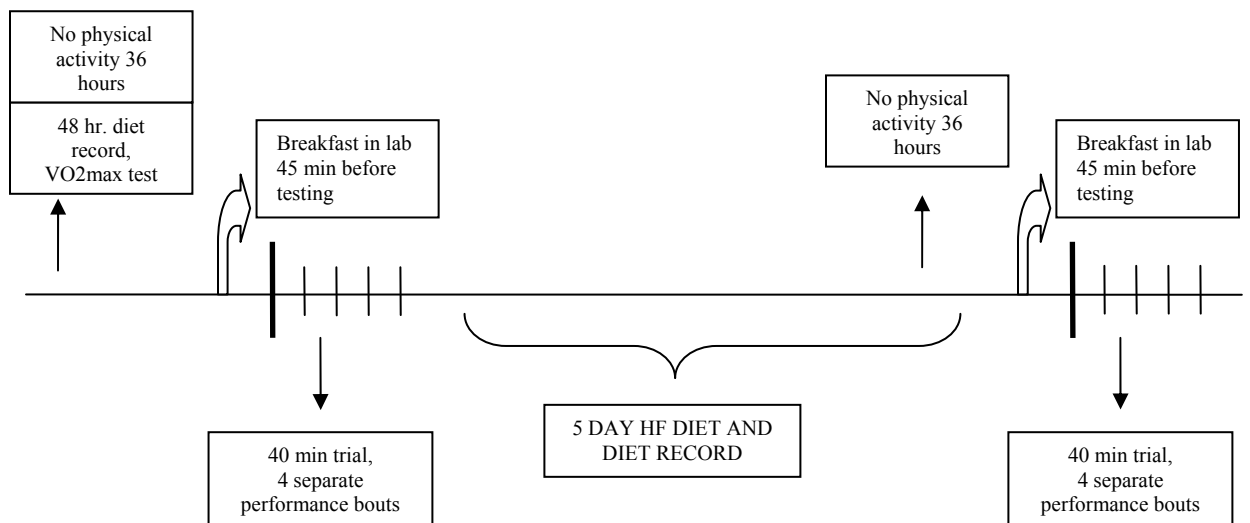 No physical
activity 36
hours
48 hr. diet
record,
VO2max test
Breakfast in lab
45 min before
testing
40 min trial,
4 separate
performance bouts
5 DAY HF DIET AND
DIET RECORD
No physical
activity 36
hours
Breakfast in lab
45 min before
testing
40 min trial,
4 separate
performance bouts